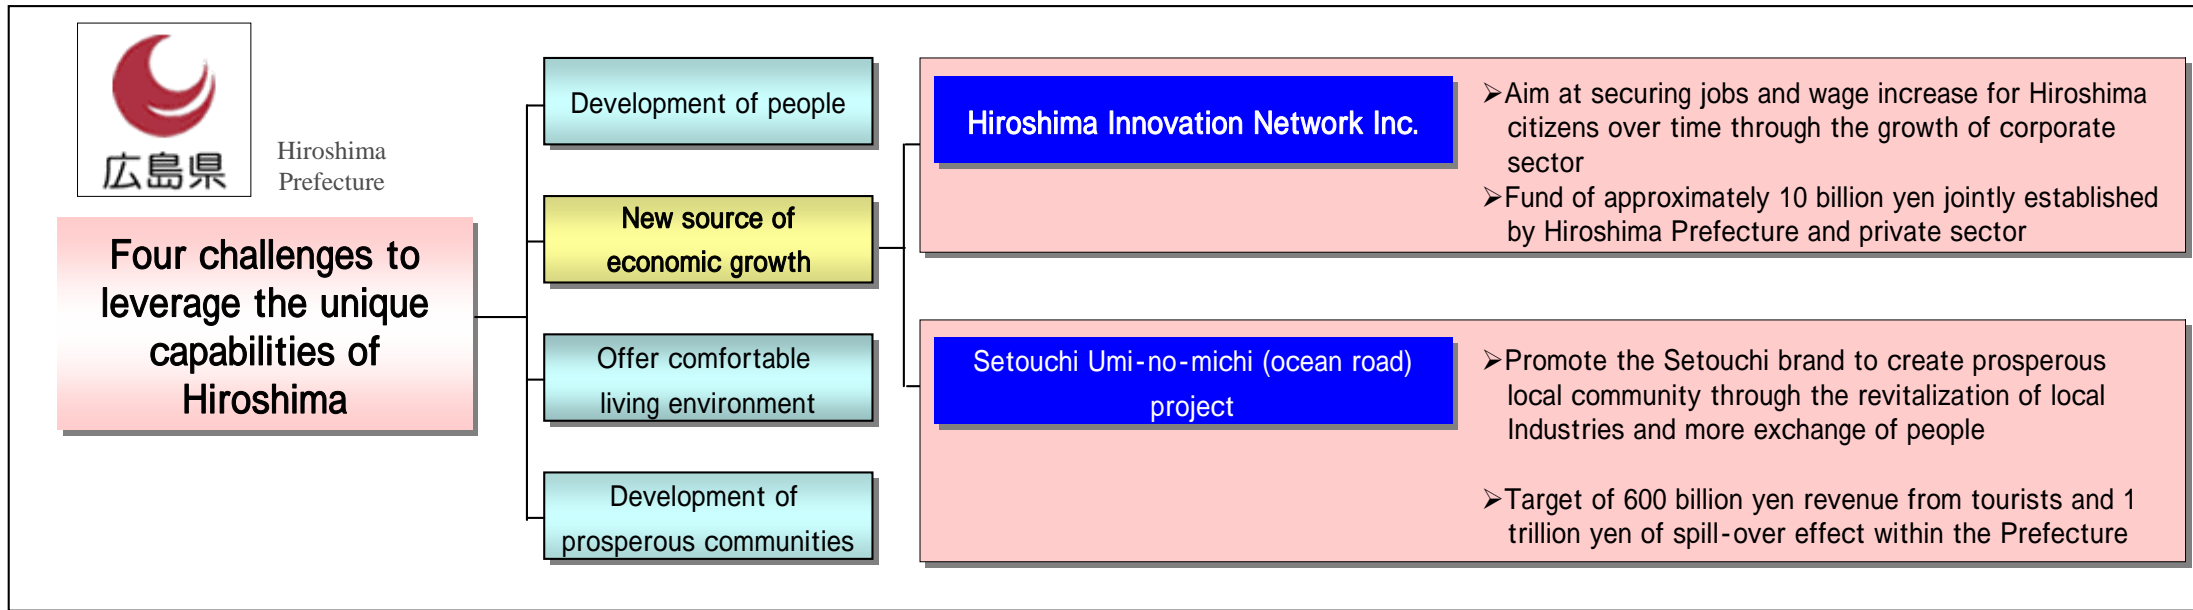 広島県
Hiroshima
Prefecture
Four challenges to
leverage the unique
capabilities of
Hiroshima
Development of people
New source of
economic growth
Offer comfortable
living environment
Development of
prosperous communities
Hiroshima Innovation Network Inc.
➢Aim at securing jobs and wage increase for Hiroshima
citizens over time through the growth of corporate
sector
➢Fund of approximately 10 billion yen jointly established
by Hiroshima Prefecture and private sector
Setouchi Umi-no-michi (ocean road)
project
➢Promote the Setouchi brand to create prosperous
local community through the revitalization of local
Industries and more exchange of people
➢Target of 600 billion yen revenue from tourists and 1
trillion yen of spill-over effect within the Prefecture